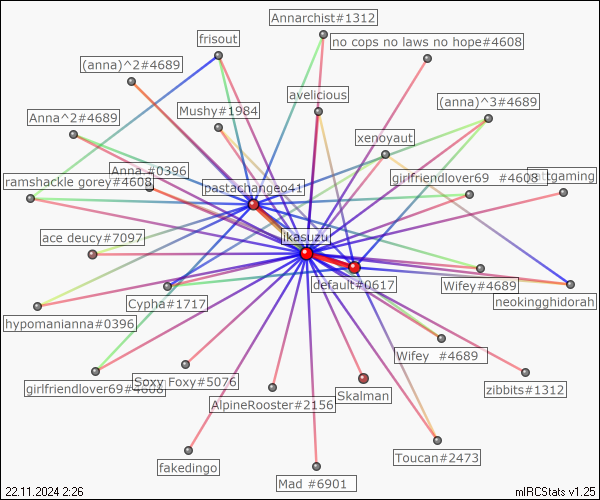 Annarchist#1312
frisout
no cops no laws no hope#4608
(anna)^2#4689
avelicious
(anna)^3#4689
Mushy#1984
Anna^2#4689
xenoyaut
Anna #0396
girlfriendlover69 #4608
gaming
ramshackle gorey#4608
pastachangeo41
ace deucy#7097
ikasuzu
default#0617
Wifey#4689
Cypha#1717
neokingghidorah
hypomanianna#0396
Wifey #4689
girlfriendlover69#4608
Soxy Foxy#5076
zibbits#1312
Skalman
AlpineRooster#2156
Toucan#2473
fakedingo
Mad #6901
22.11.2024 2:26
mIRCStats v1.25